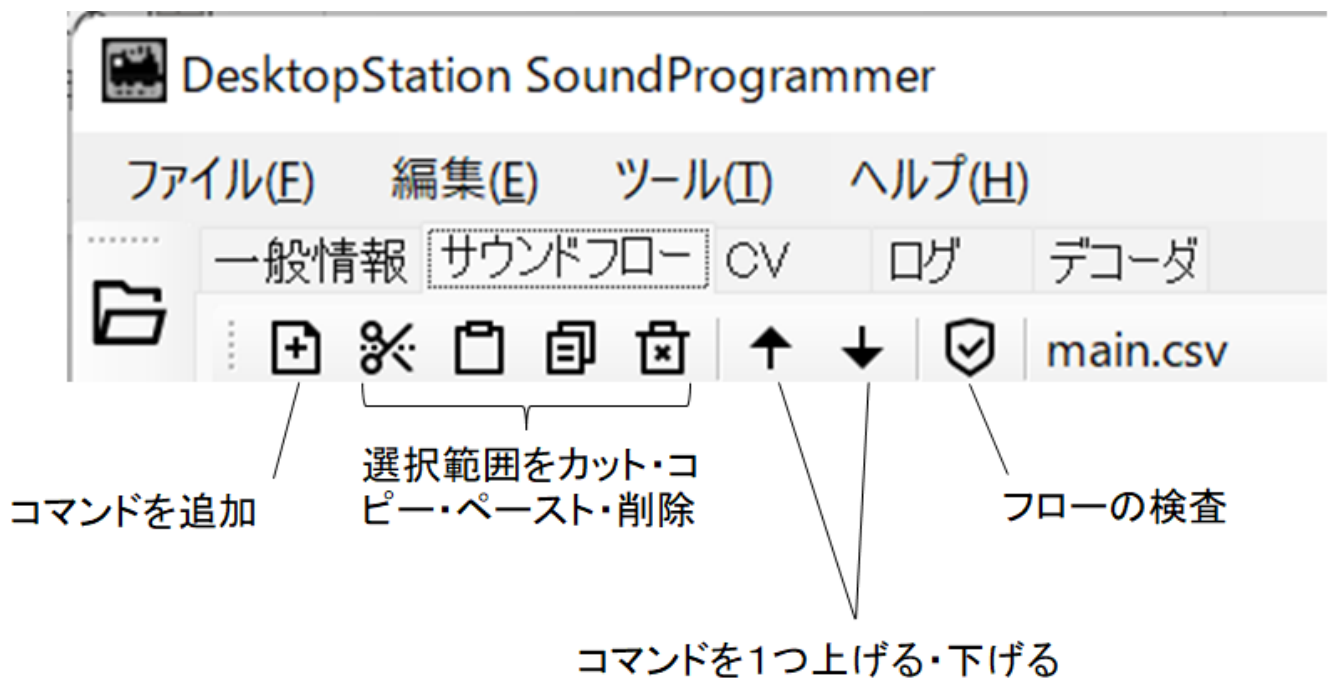 DesktopStation SoundProgrammer
ファイル(F) 編集(E) ツール(T) ヘルプ(H)
一般情報 サウンドフロー CV ログ デコーダ
main.csv
選択範囲をカット・コ
ピー・ペースト・削除
コマンドを追加
フローの検査
コマンドを１つ上げる・下げる